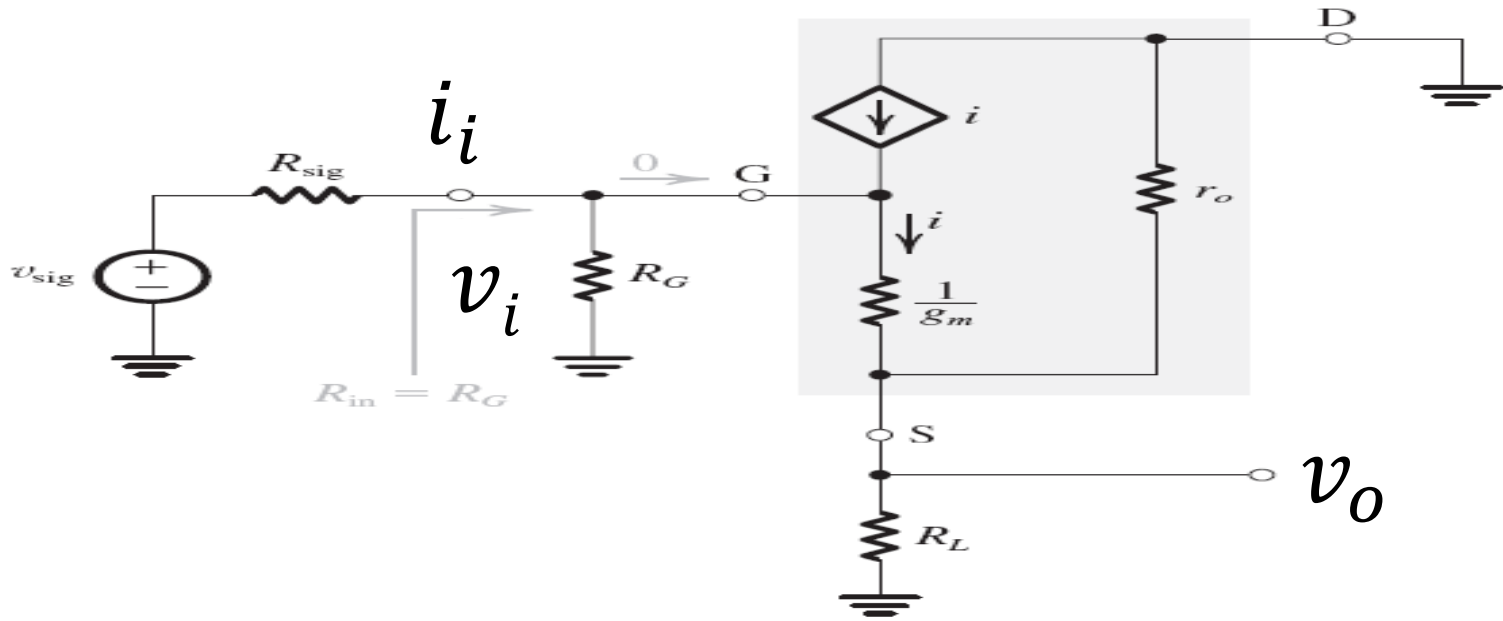 D
i_i
i
R_sig
0
G
r_o
i
v_sig
+
−
v_i
R_G
1/g_m
R_in = R_G
S
v_o
R_L